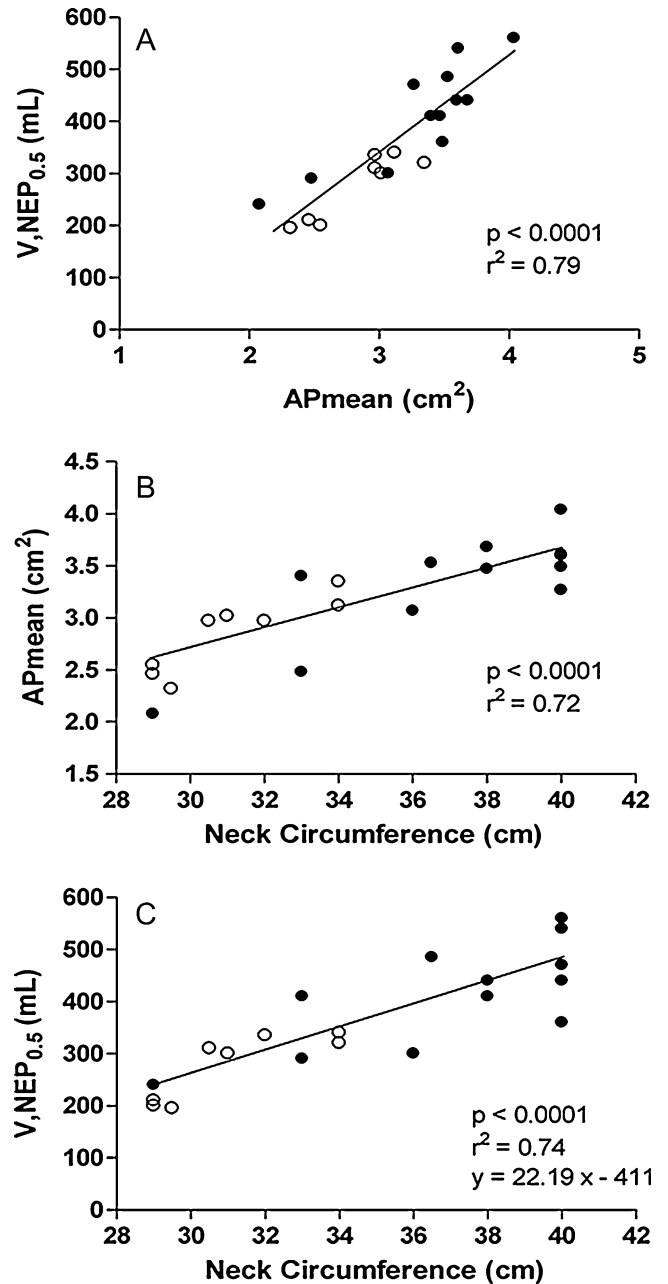 A
600
500
400
300
200
100
0
V,NEP0.5 (mL)
p < 0.0001
r² = 0.79
1 2 3 4 5
APmean (cm²)
B
4.5
4.0
3.5
3.0
2.5
2.0
1.5
APmean (cm²)
p < 0.0001
r² = 0.72
28 30 32 34 36 38 40 42
Neck Circumference (cm)
C
600
500
400
300
200
100
0
V,NEP0.5 (mL)
p < 0.0001
r² = 0.74
y = 22.19 x - 411
28 30 32 34 36 38 40 42
Neck Circumference (cm)